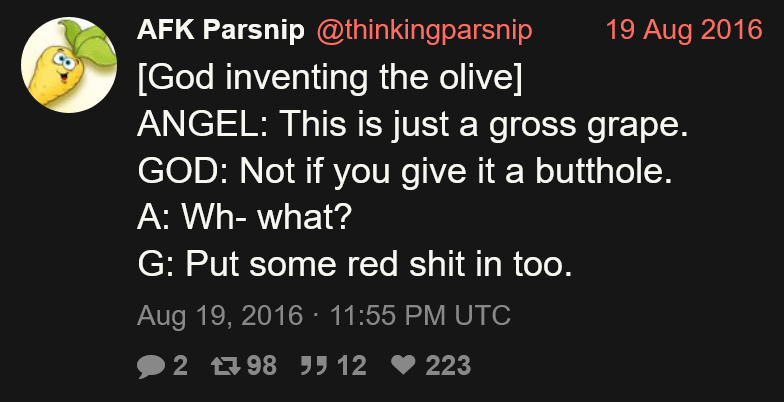 AFK Parsnip @thinkingparsnip 19 Aug 2016
[God inventing the olive]
ANGEL: This is just a gross grape.
GOD: Not if you give it a butthole.
A: Wh- what?
G: Put some red shit in too.
Aug 19, 2016 · 11:55 PM UTC
2 98 12 223